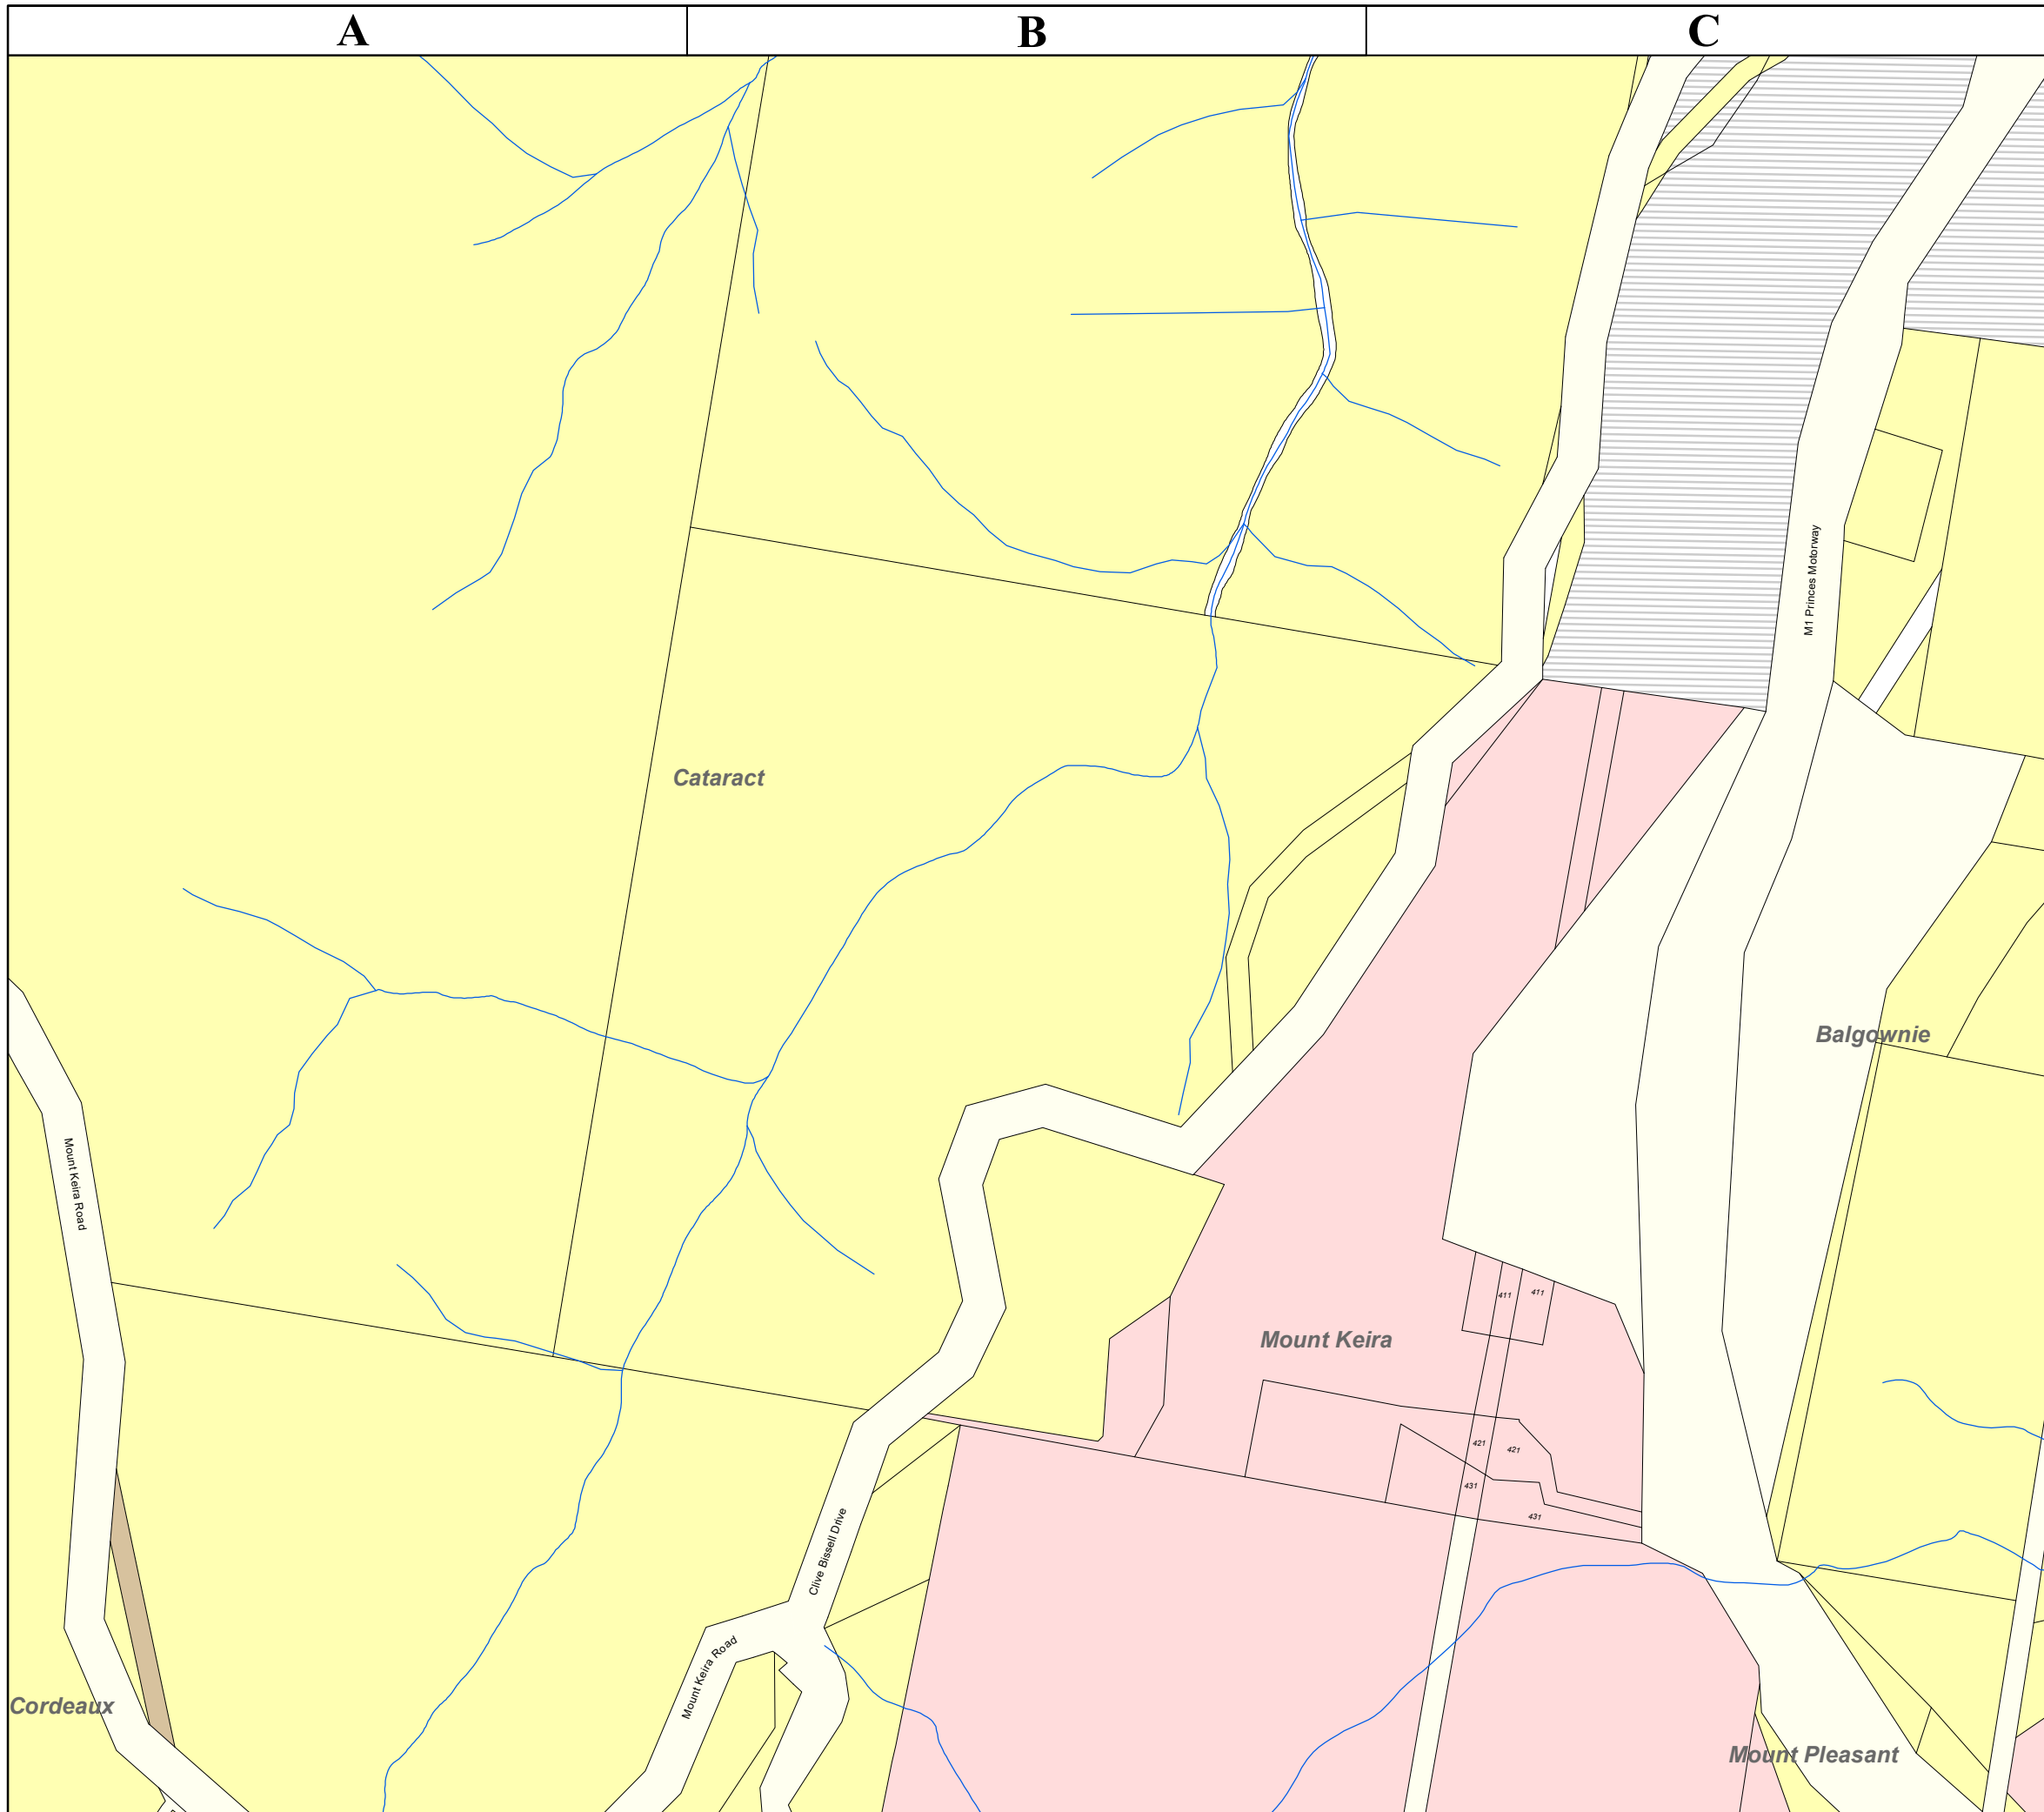 A
B
C
M1 Princes Motorway
Cataract
Balgownie
Mount Keira Road
411
411
Mount Keira
421
421
431
431
Clive Bissell Drive
Mount Keira Road
Cordeaux
Mount Pleasant